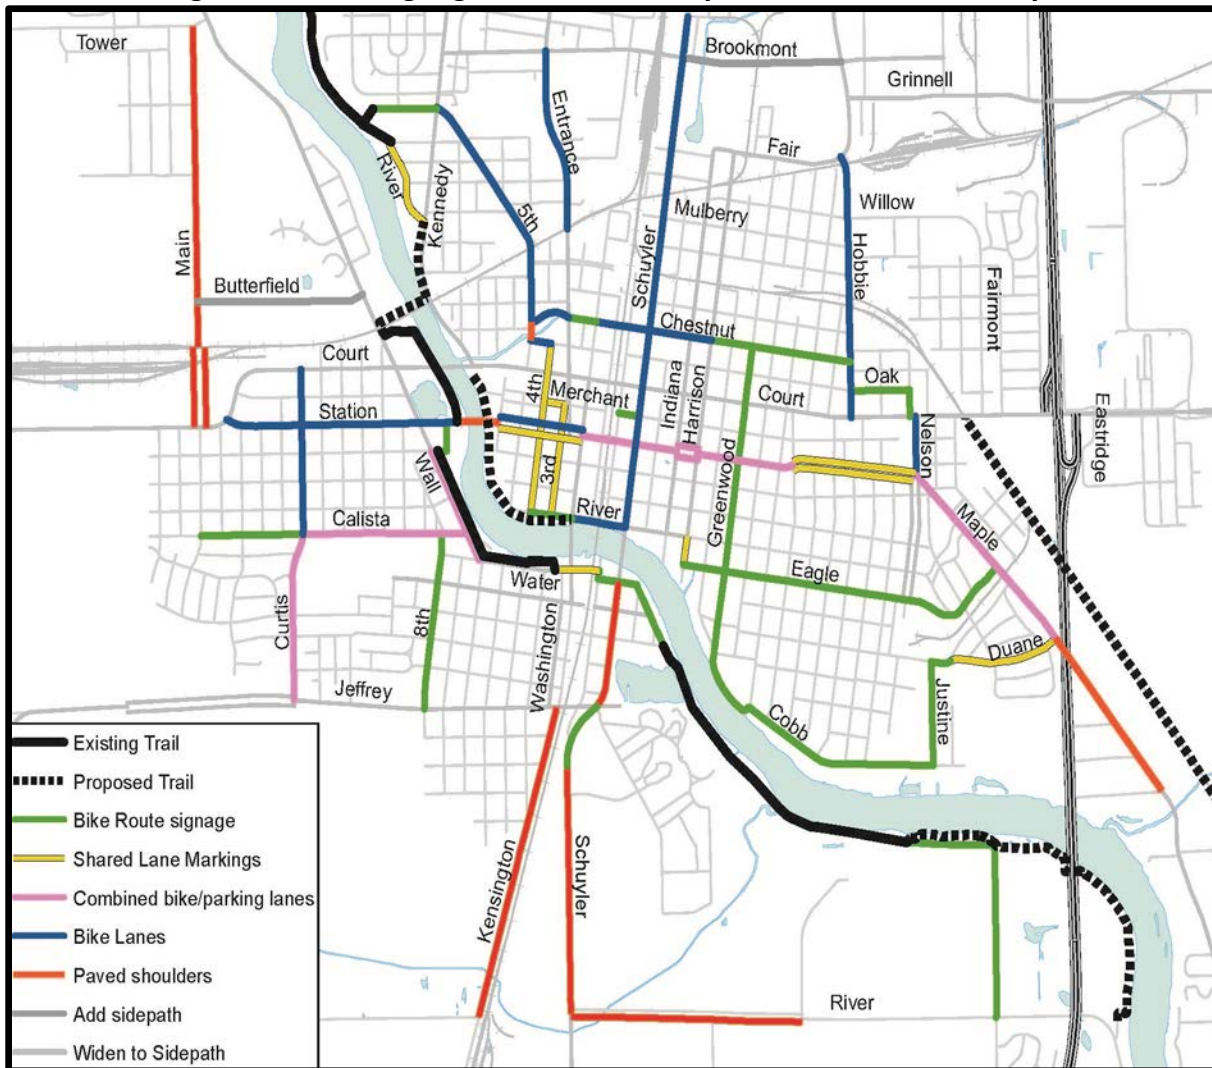 Tower
Brookmont
Grinnell
Entrance
Fair
River
Kennedy
5th
Mulberry
Willow
Main
Schuyler
Hobbie
Fairmont
Butterfield
Chestnut
Court
Indiana
Harrison
Oak
4th
Merchant
Court
Station
Nelson
Eastridge
Wall
3rd
River
Greenwood
Maple
Calista
Eagle
Water
Curtis
8th
Washington
Duane
Jeffrey
Cobb
Justine
Kensington
Schuyler
River
Existing Trail
Proposed Trail
Bike Route signage
Shared Lane Markings
Combined bike/parking lanes
Bike Lanes
Paved shoulders
Add sidepath
Widen to Sidepath